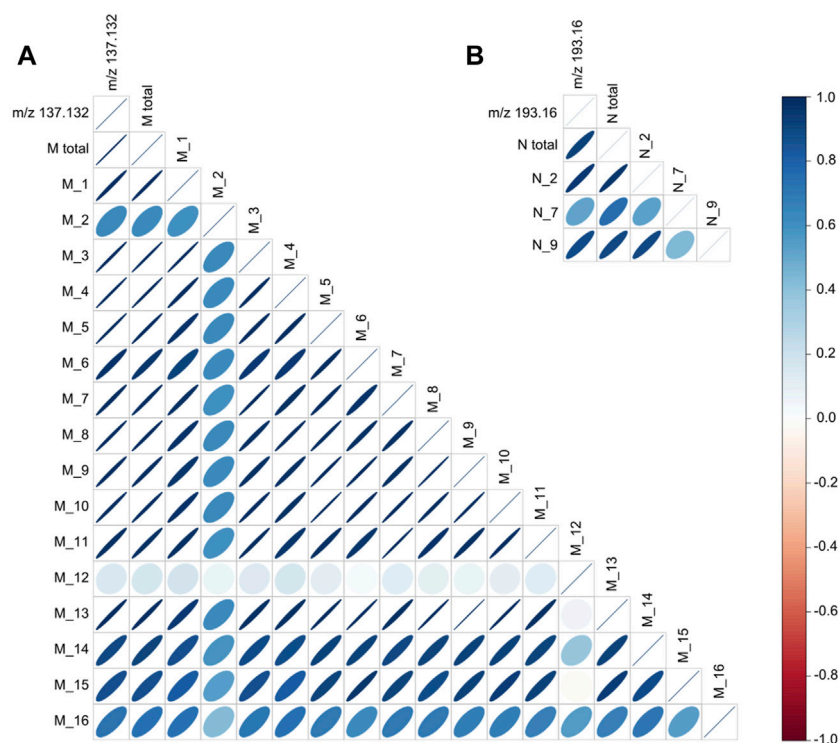 A
B
m/z 137.132
M total
M_1
M_2
M_3
M_4
M_5
M_6
M_7
M_8
M_9
M_10
M_11
M_12
M_13
M_14
M_15
M_16
m/z 137.132
M total
M_1
M_2
M_3
M_4
M_5
M_6
M_7
M_8
M_9
M_10
M_11
M_12
M_13
M_14
M_15
M_16
m/z 193.16
N total
N_2
N_7
N_9
m/z 193.16
N total
N_2
N_7
N_9
1.0
0.8
0.6
0.4
0.2
0.0
-0.2
-0.4
-0.6
-0.8
-1.0